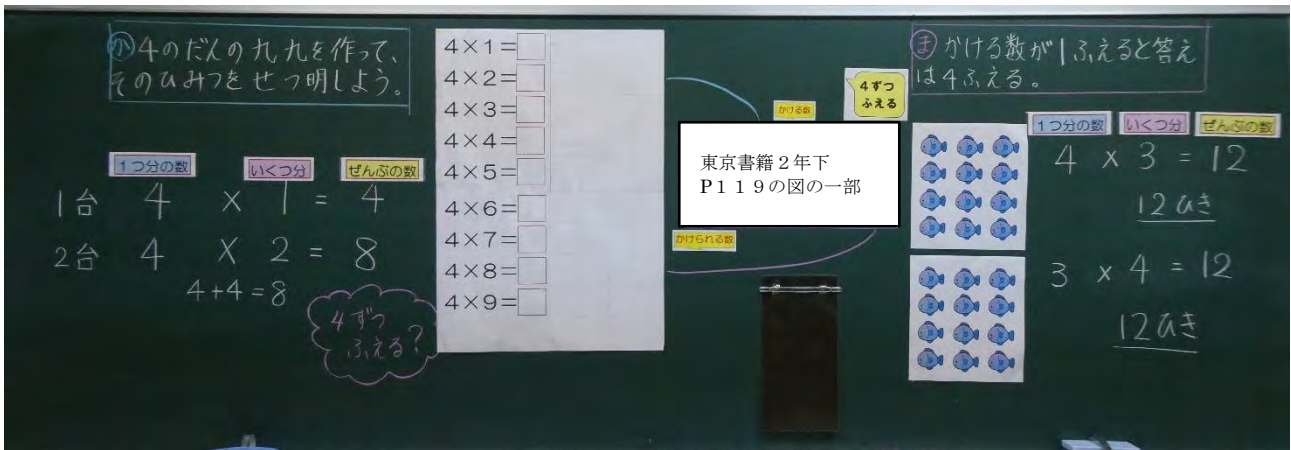 か 4のだんの九九を作って、
そのひみつをせつ明しよう。
1つ分の数 いくつ分 ぜんぶの数
1台 4 × 1 = 4
2台 4 × 2 = 8
4+4=8
4ずつ
ふえる?
4×1=
4×2=
4×3=
4×4=
4×5=
4×6=
4×7=
4×8=
4×9=
かける数
4ずつ
ふえる
東京書籍2年下
P119の図の一部
かけられる数
ま かける数が1ふえると答え
は4ふえる。
1つ分の数 いくつ分 ぜんぶの数
4 × 3 = 12
12ひき
3 × 4 = 12
12ひき